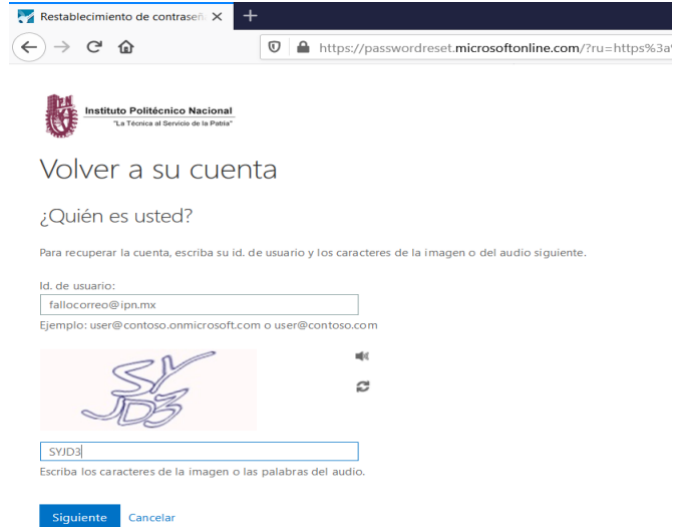 Restablecimiento de contraseñ
https://passwordreset.microsoftonline.com/?ru=https%3a
IPN
Instituto Politécnico Nacional
"La Técnica al Servicio de la Patria"
Volver a su cuenta
¿Quién es usted?
Para recuperar la cuenta, escriba su id. de usuario y los caracteres de la imagen o del audio siguiente.
Id. de usuario:
fallocorreo@ipn.mx
Ejemplo: user@contoso.onmicrosoft.com o user@contoso.com
SY
JD3
SYJD3
Escriba los caracteres de la imagen o las palabras del audio.
Siguiente Cancelar